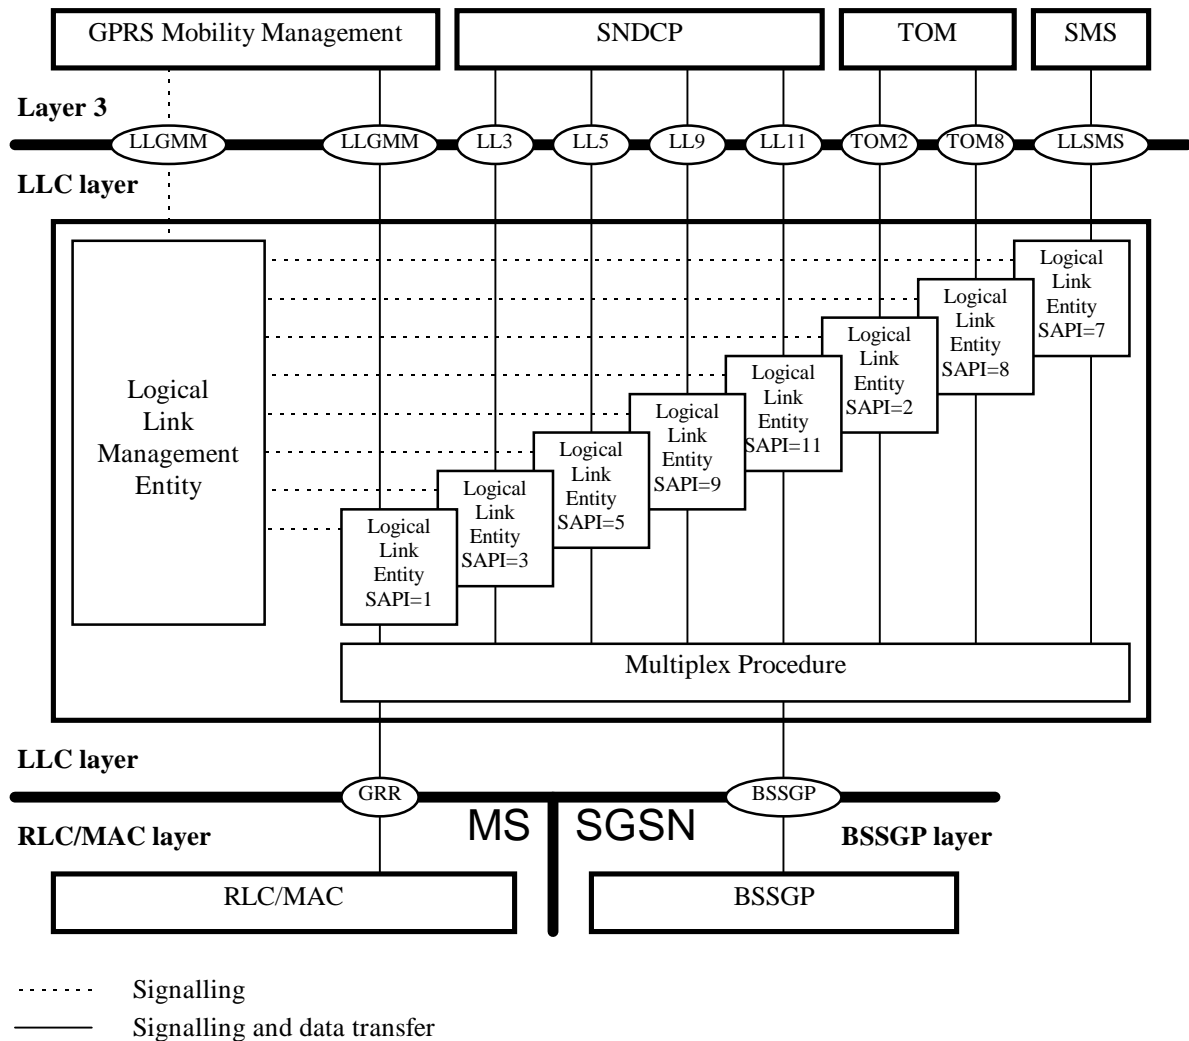 GPRS Mobility Management
SNDCP
TOM
SMS
Layer 3
LLGMM
LLGMM
LL3
LL5
LL9
LL11
TOM2
TOM8
LLSMS
LLC layer
Logical
Link
Management
Entity
Logical
Link
Entity
SAPI=1
Logical
Link
Entity
SAPI=3
Logical
Link
Entity
SAPI=5
Logical
Link
Entity
SAPI=9
Logical
Link
Entity
SAPI=11
Logical
Link
Entity
SAPI=2
Logical
Link
Entity
SAPI=8
Logical
Link
Entity
SAPI=7
Multiplex Procedure
LLC layer
GRR
BSSGP
RLC/MAC layer
MS
SGSN
BSSGP layer
RLC/MAC
BSSGP
Signalling
Signalling and data transfer